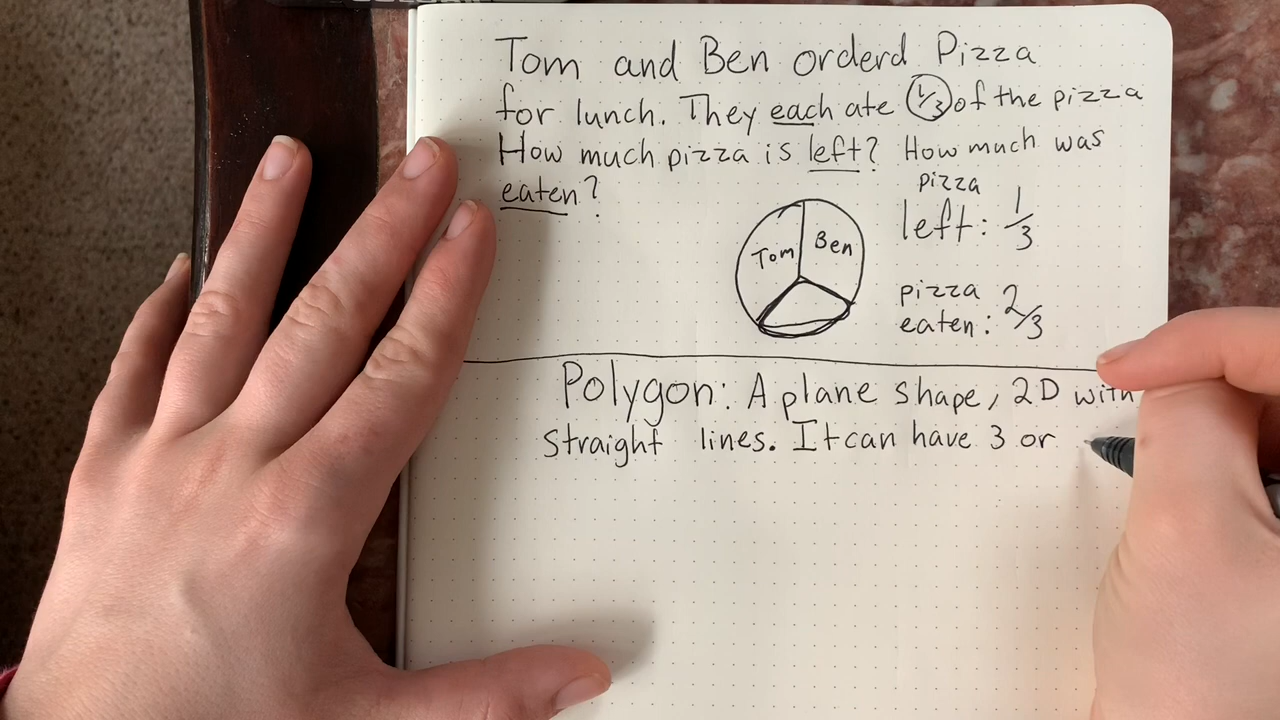 Tom and Ben orderd Pizza
for lunch. They each ate 1/3 of the pizza
How much pizza is left? How much was
eaten?
Tom Ben
pizza
left: 1/3
pizza
eaten: 2/3
Polygon: A plane shape, 2D with
straight lines. It can have 3 or